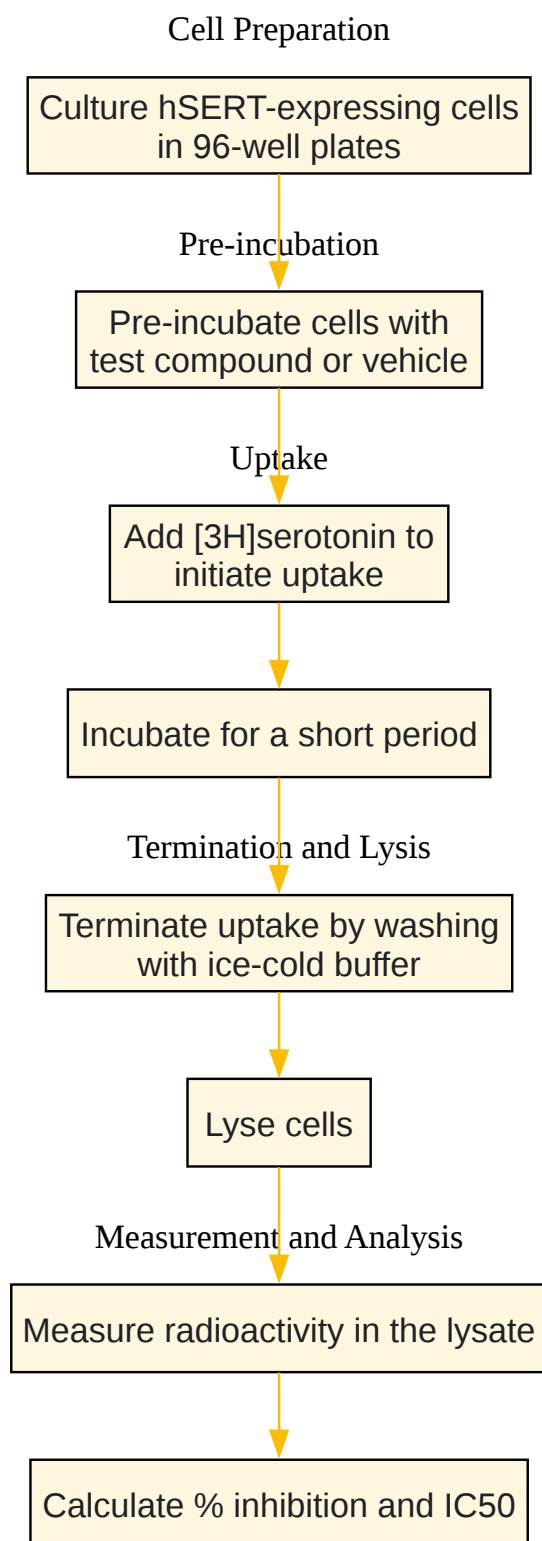 Cell Preparation
Culture hSERT-expressing cells
in 96-well plates
Pre-incubation
Pre-incubate cells with
test compound or vehicle
Uptake
Add [3H]serotonin to
initiate uptake
Incubate for a short period
Termination and Lysis
Terminate uptake by washing
with ice-cold buffer
Lyse cells
Measurement and Analysis
Measure radioactivity in the lysate
Calculate % inhibition and IC50